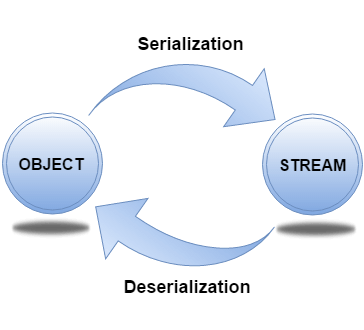 Serialization
OBJECT
STREAM
Deserialization